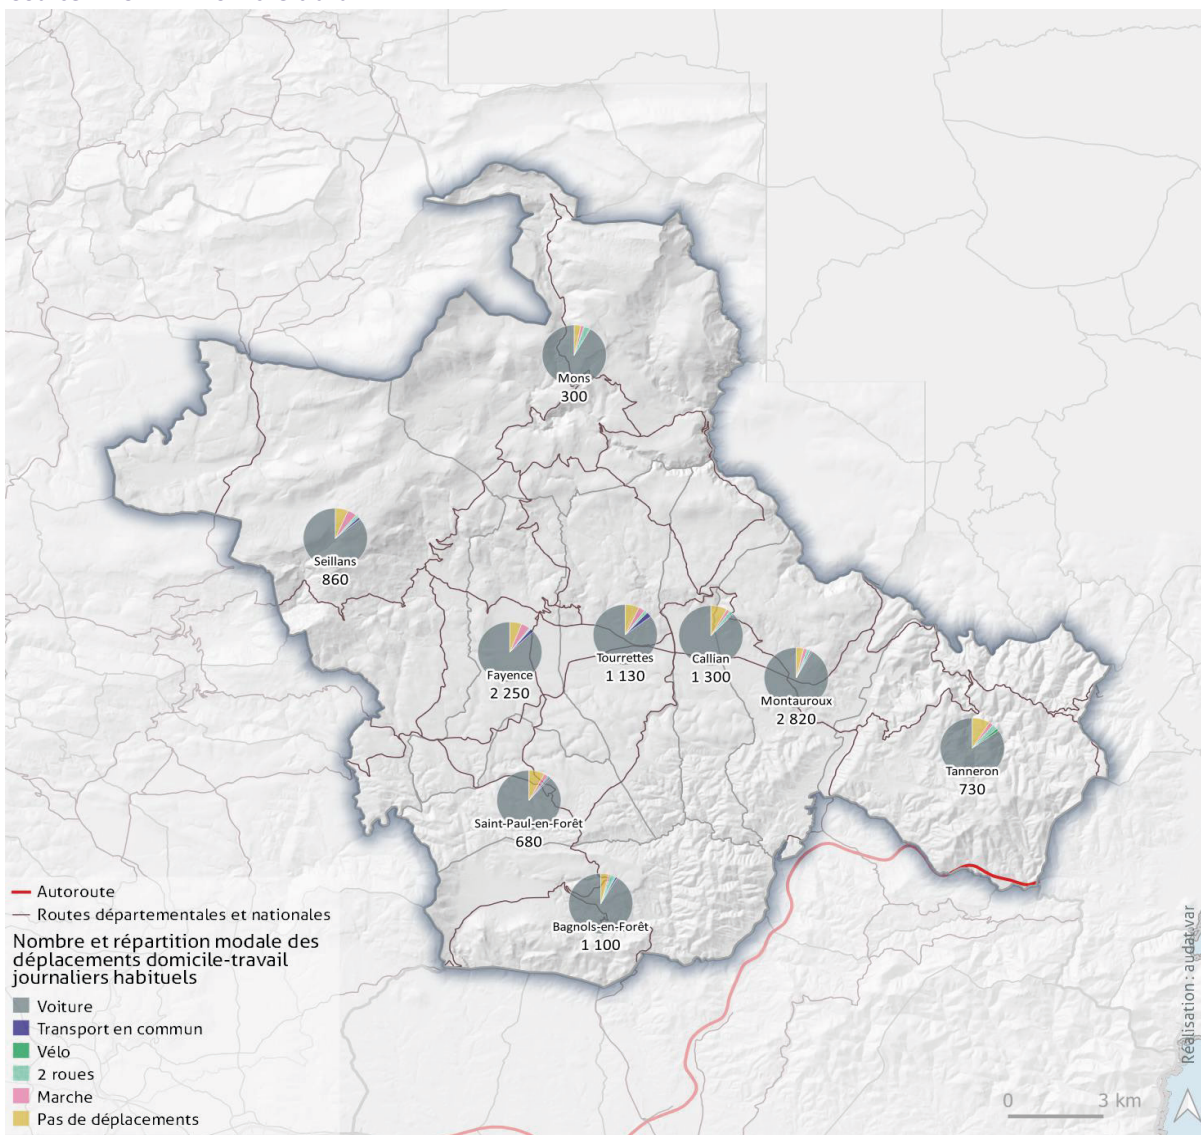 Mons
300
Seillans
860
Fayence
2 250
Tourrettes
1 130
Callian
1 300
Montauroux
2 820
Tanneron
730
Saint-Paul-en-Forêt
680
Bagnols-en-Forêt
1 100
Autoroute
Routes départementales et nationales
Nombre et répartition modale des
déplacements domicile-travail
journaliers habituels
Voiture
Transport en commun
Vélo
2 roues
Marche
Pas de déplacements
0 3 km
Réalisation : audat.var